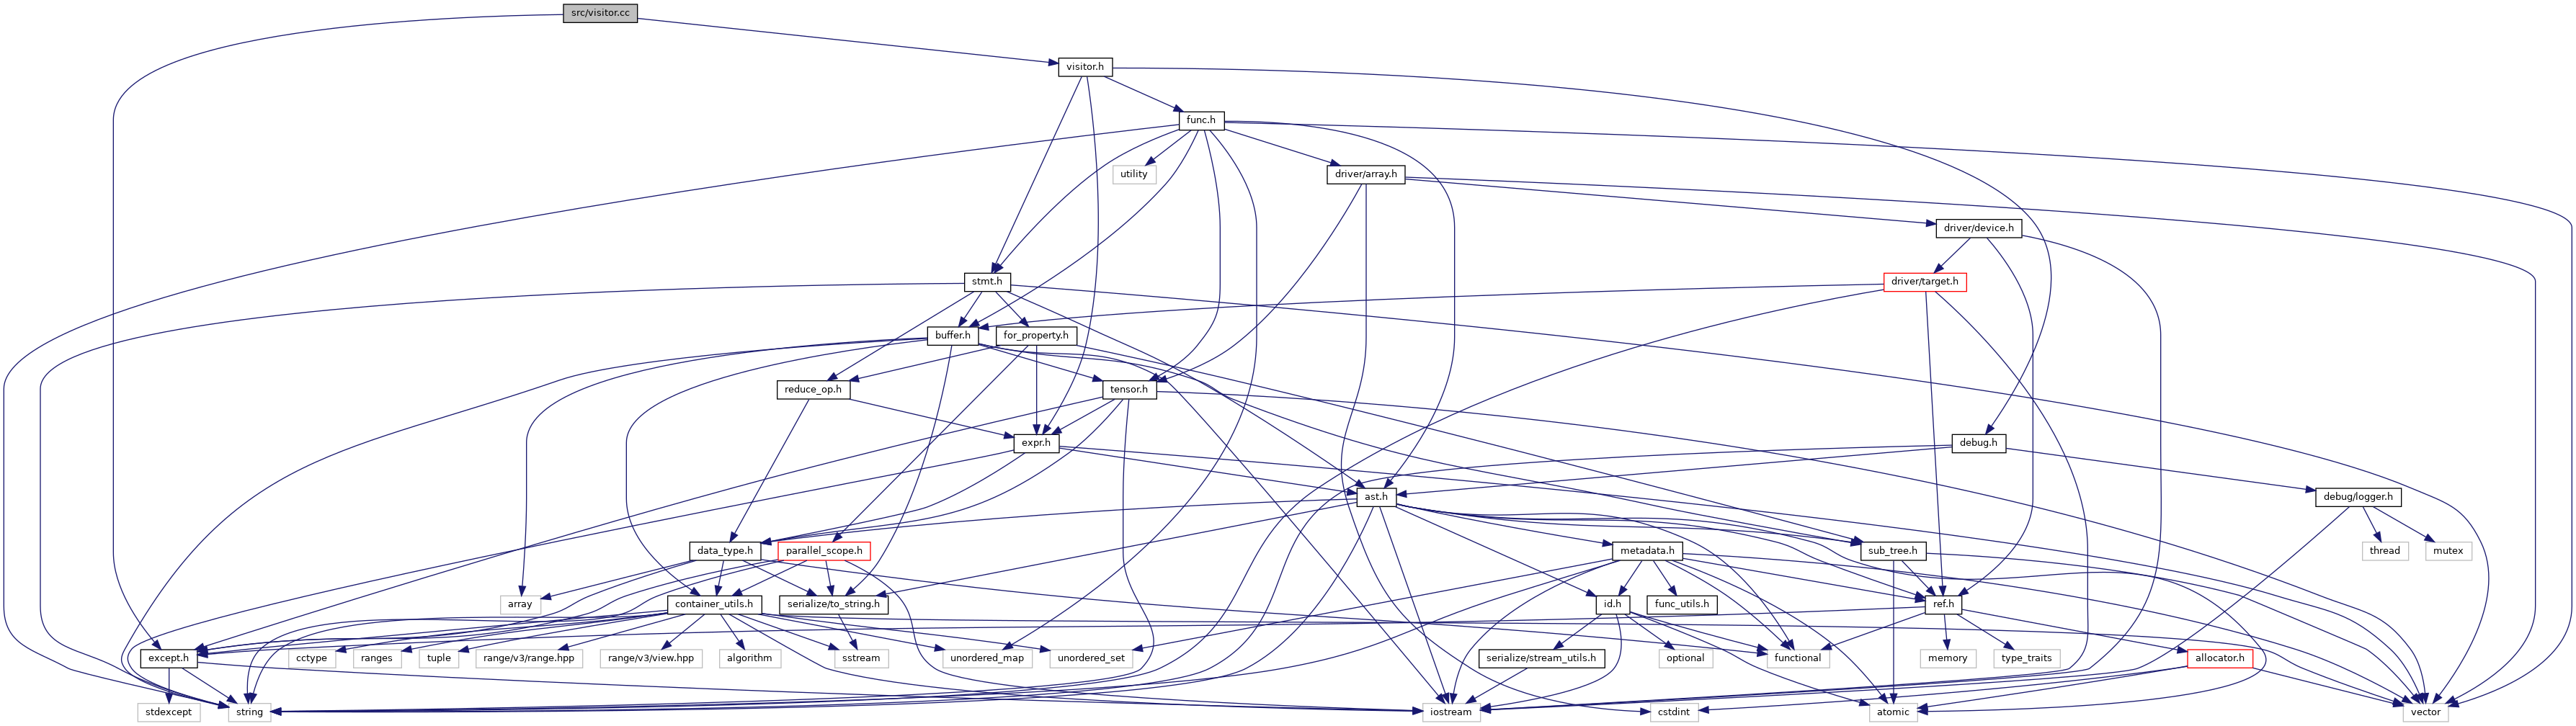 src/visitor.cc
visitor.h
func.h
utility
driver/array.h
driver/device.h
stmt.h
driver/target.h
buffer.h
for_property.h
reduce_op.h
tensor.h
expr.h
debug.h
ast.h
debug/logger.h
data_type.h
parallel_scope.h
metadata.h
sub_tree.h
thread
mutex
array
container_utils.h
serialize/to_string.h
id.h
func_utils.h
ref.h
except.h
cctype
ranges
tuple
range/v3/range.hpp
range/v3/view.hpp
algorithm
sstream
unordered_map
unordered_set
serialize/stream_utils.h
optional
functional
memory
type_traits
allocator.h
stdexcept
string
iostream
cstdint
atomic
vector